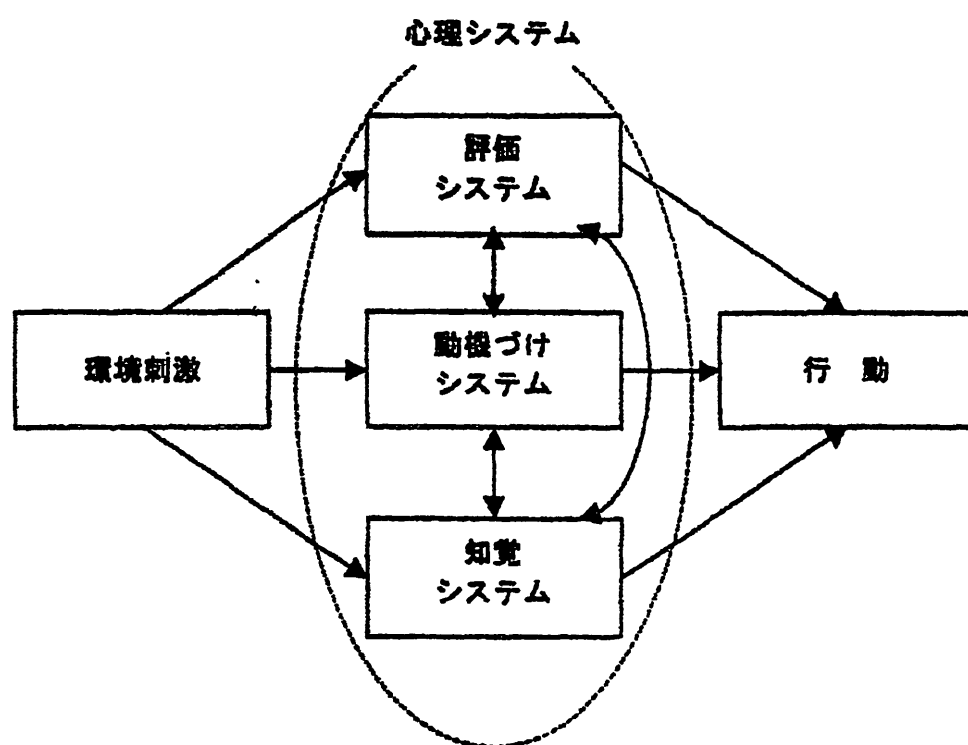 心理システム
評価
システム
環境刺激
動機づけ
システム
行 動
知覚
システム